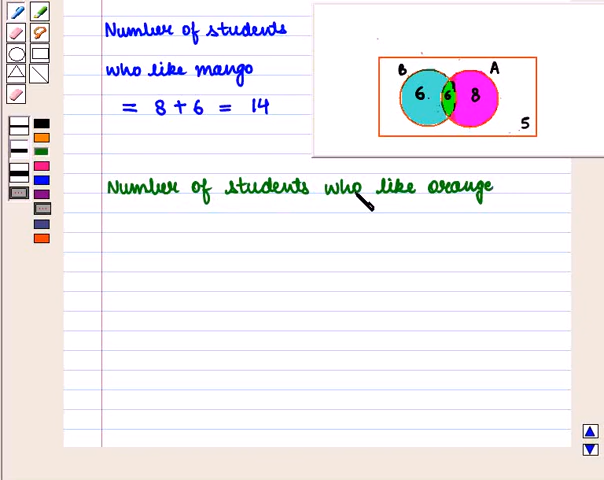 Number of students
who like mango
= 8 + 6 = 14
B A
6. 6 8
5
Number of students who like orange